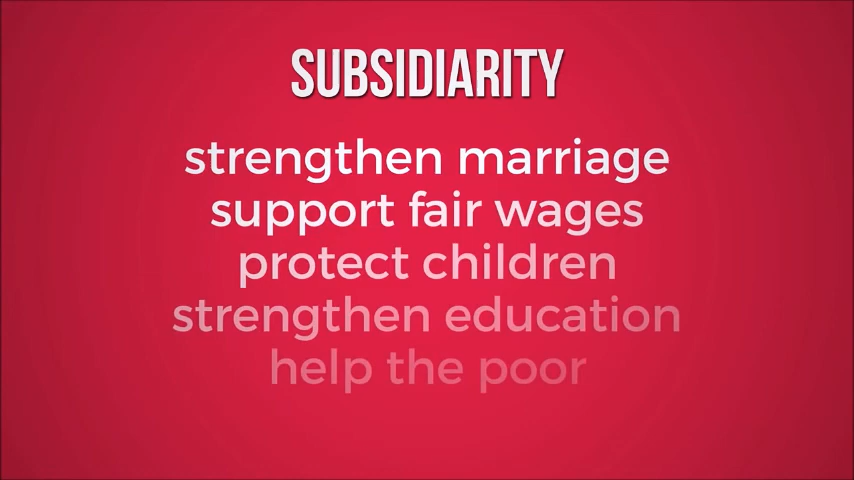 SUBSIDIARITY
strengthen marriage
support fair wages
protect children
strengthen education
help the poor